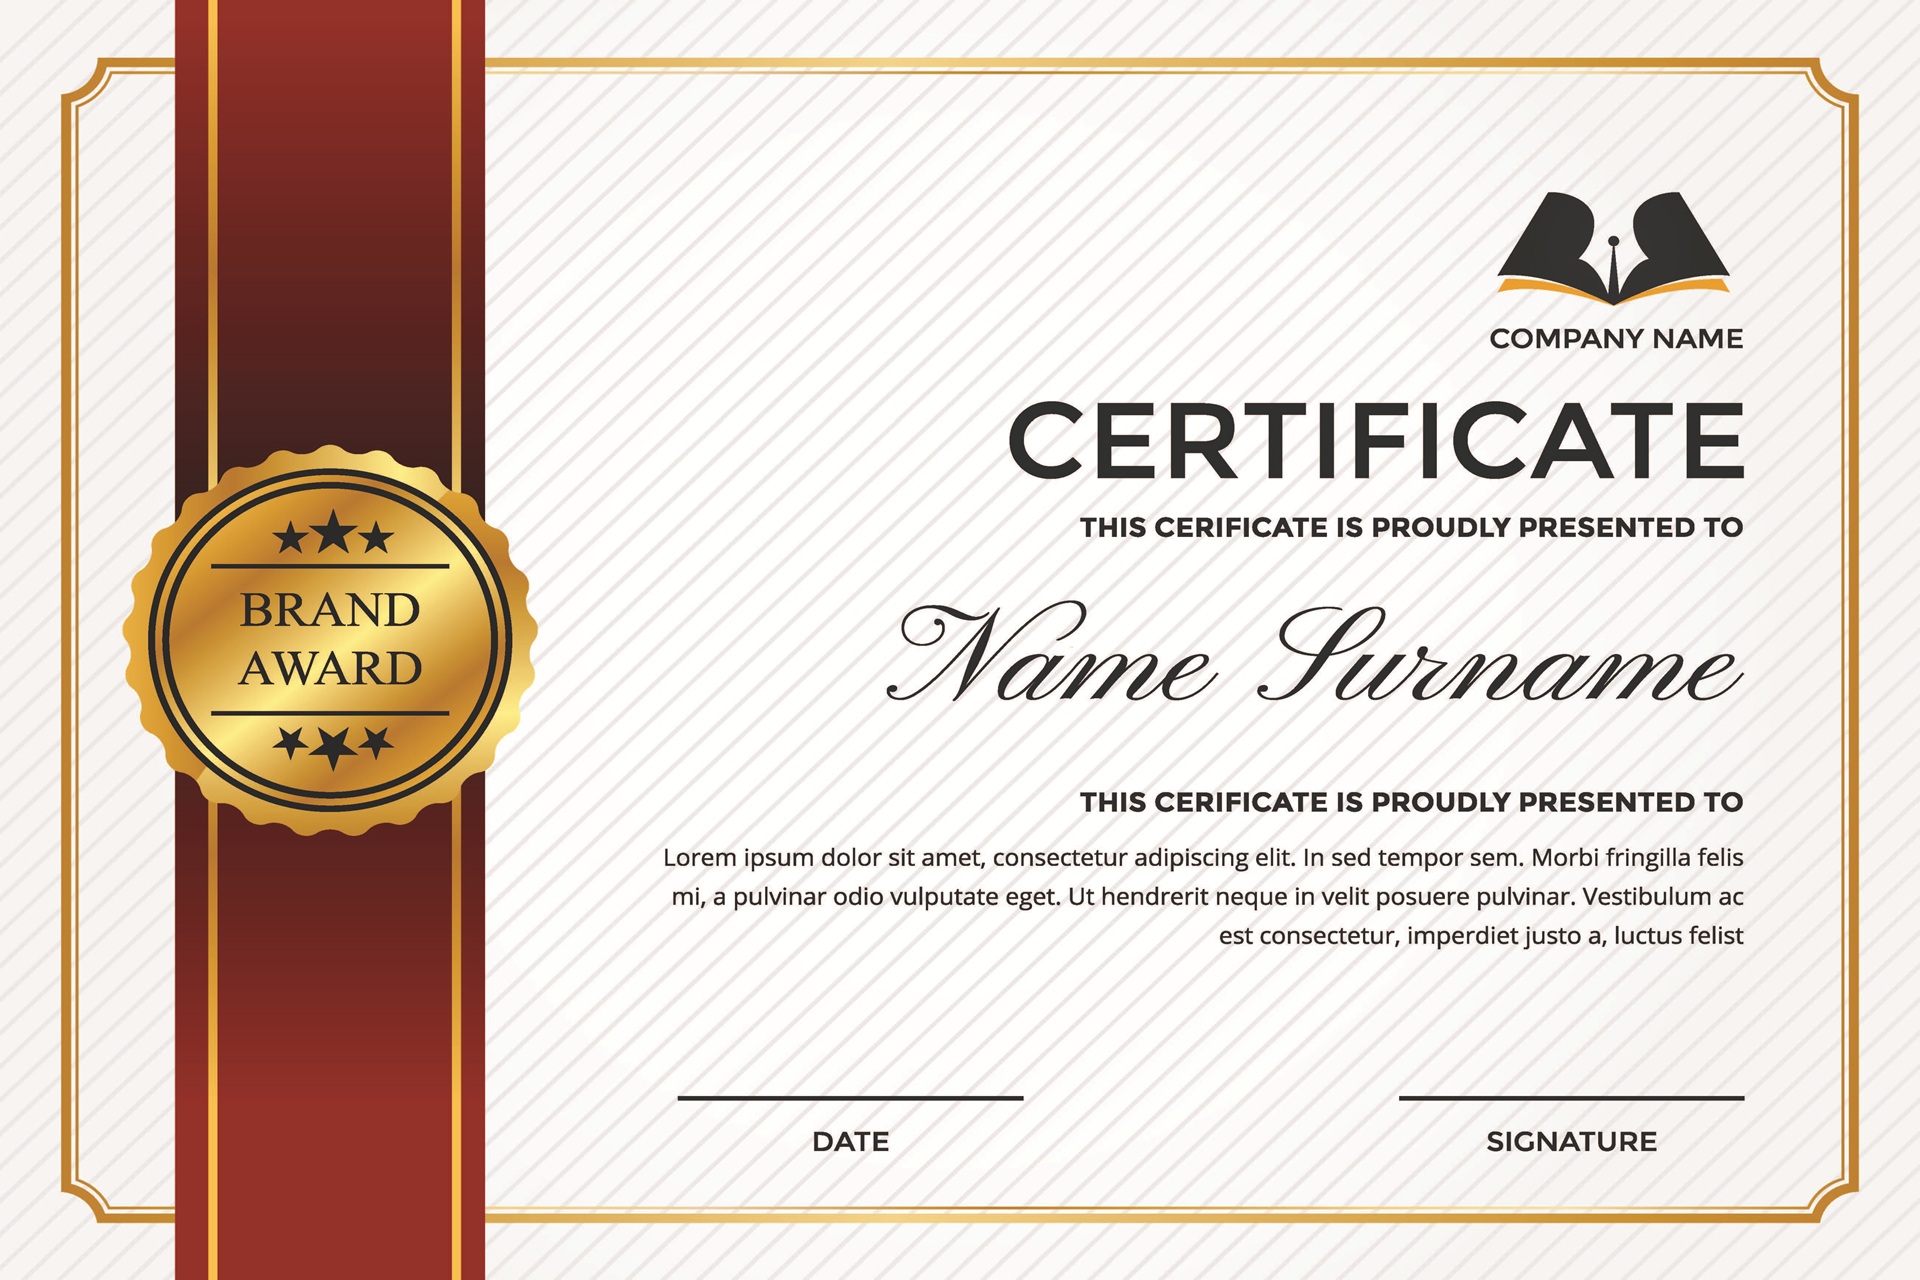 COMPANY NAME
CERTIFICATE
THIS CERIFICATE IS PROUDLY PRESENTED TO
Name Surname
BRAND
AWARD
THIS CERIFICATE IS PROUDLY PRESENTED TO
Lorem ipsum dolor sit amet, consectetur adipiscing elit. In sed tempor sem. Morbi fringilla felis
mi, a pulvinar odio vulputate eget. Ut hendrerit neque in velit posuere pulvinar. Vestibulum ac
est consectetur, imperdiet justo a, luctus felist
DATE
SIGNATURE